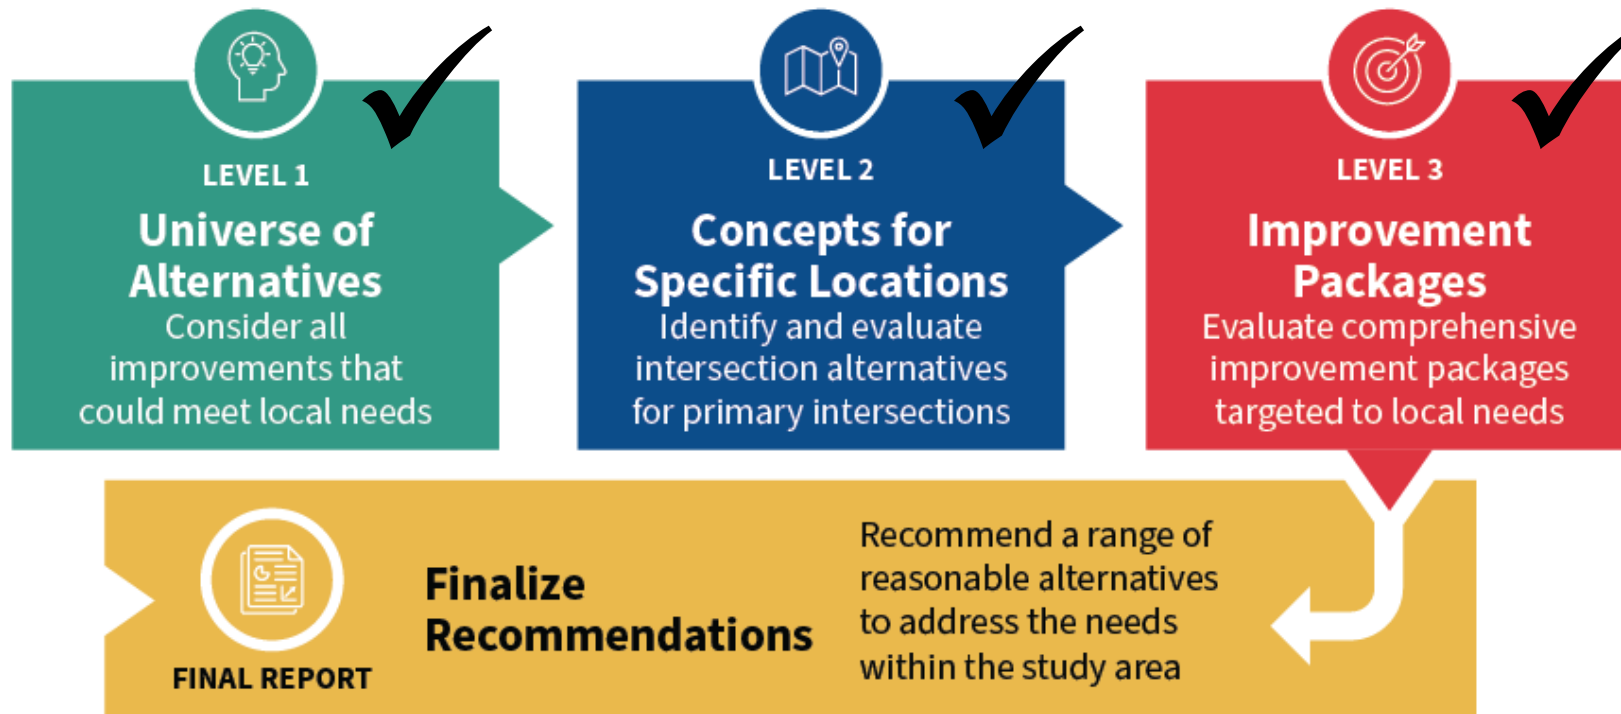 LEVEL 1
Universe of
Alternatives
Consider all
improvements that
could meet local needs
LEVEL 2
Concepts for
Specific Locations
Identify and evaluate
intersection alternatives
for primary intersections
LEVEL 3
Improvement
Packages
Evaluate comprehensive
improvement packages
targeted to local needs
FINAL REPORT
Finalize
Recommendations
Recommend a range of
reasonable alternatives
to address the needs
within the study area